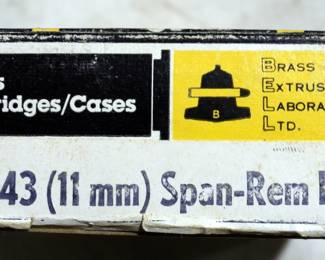 s
ridges/Cases
B
BRASS
EXTRUS
LABORA
LTD.
43 (11 mm) Span-Rem